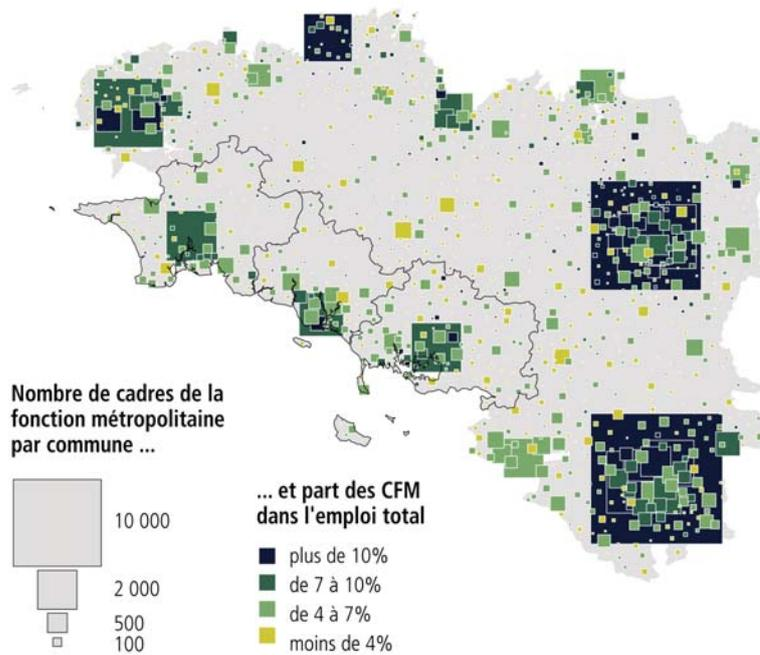 Nombre de cadres de la
fonction métropolitaine
par commune ...
10 000
2 000
500
100
... et part des CFM
dans l'emploi total
plus de 10%
de 7 à 10%
de 4 à 7%
moins de 4%